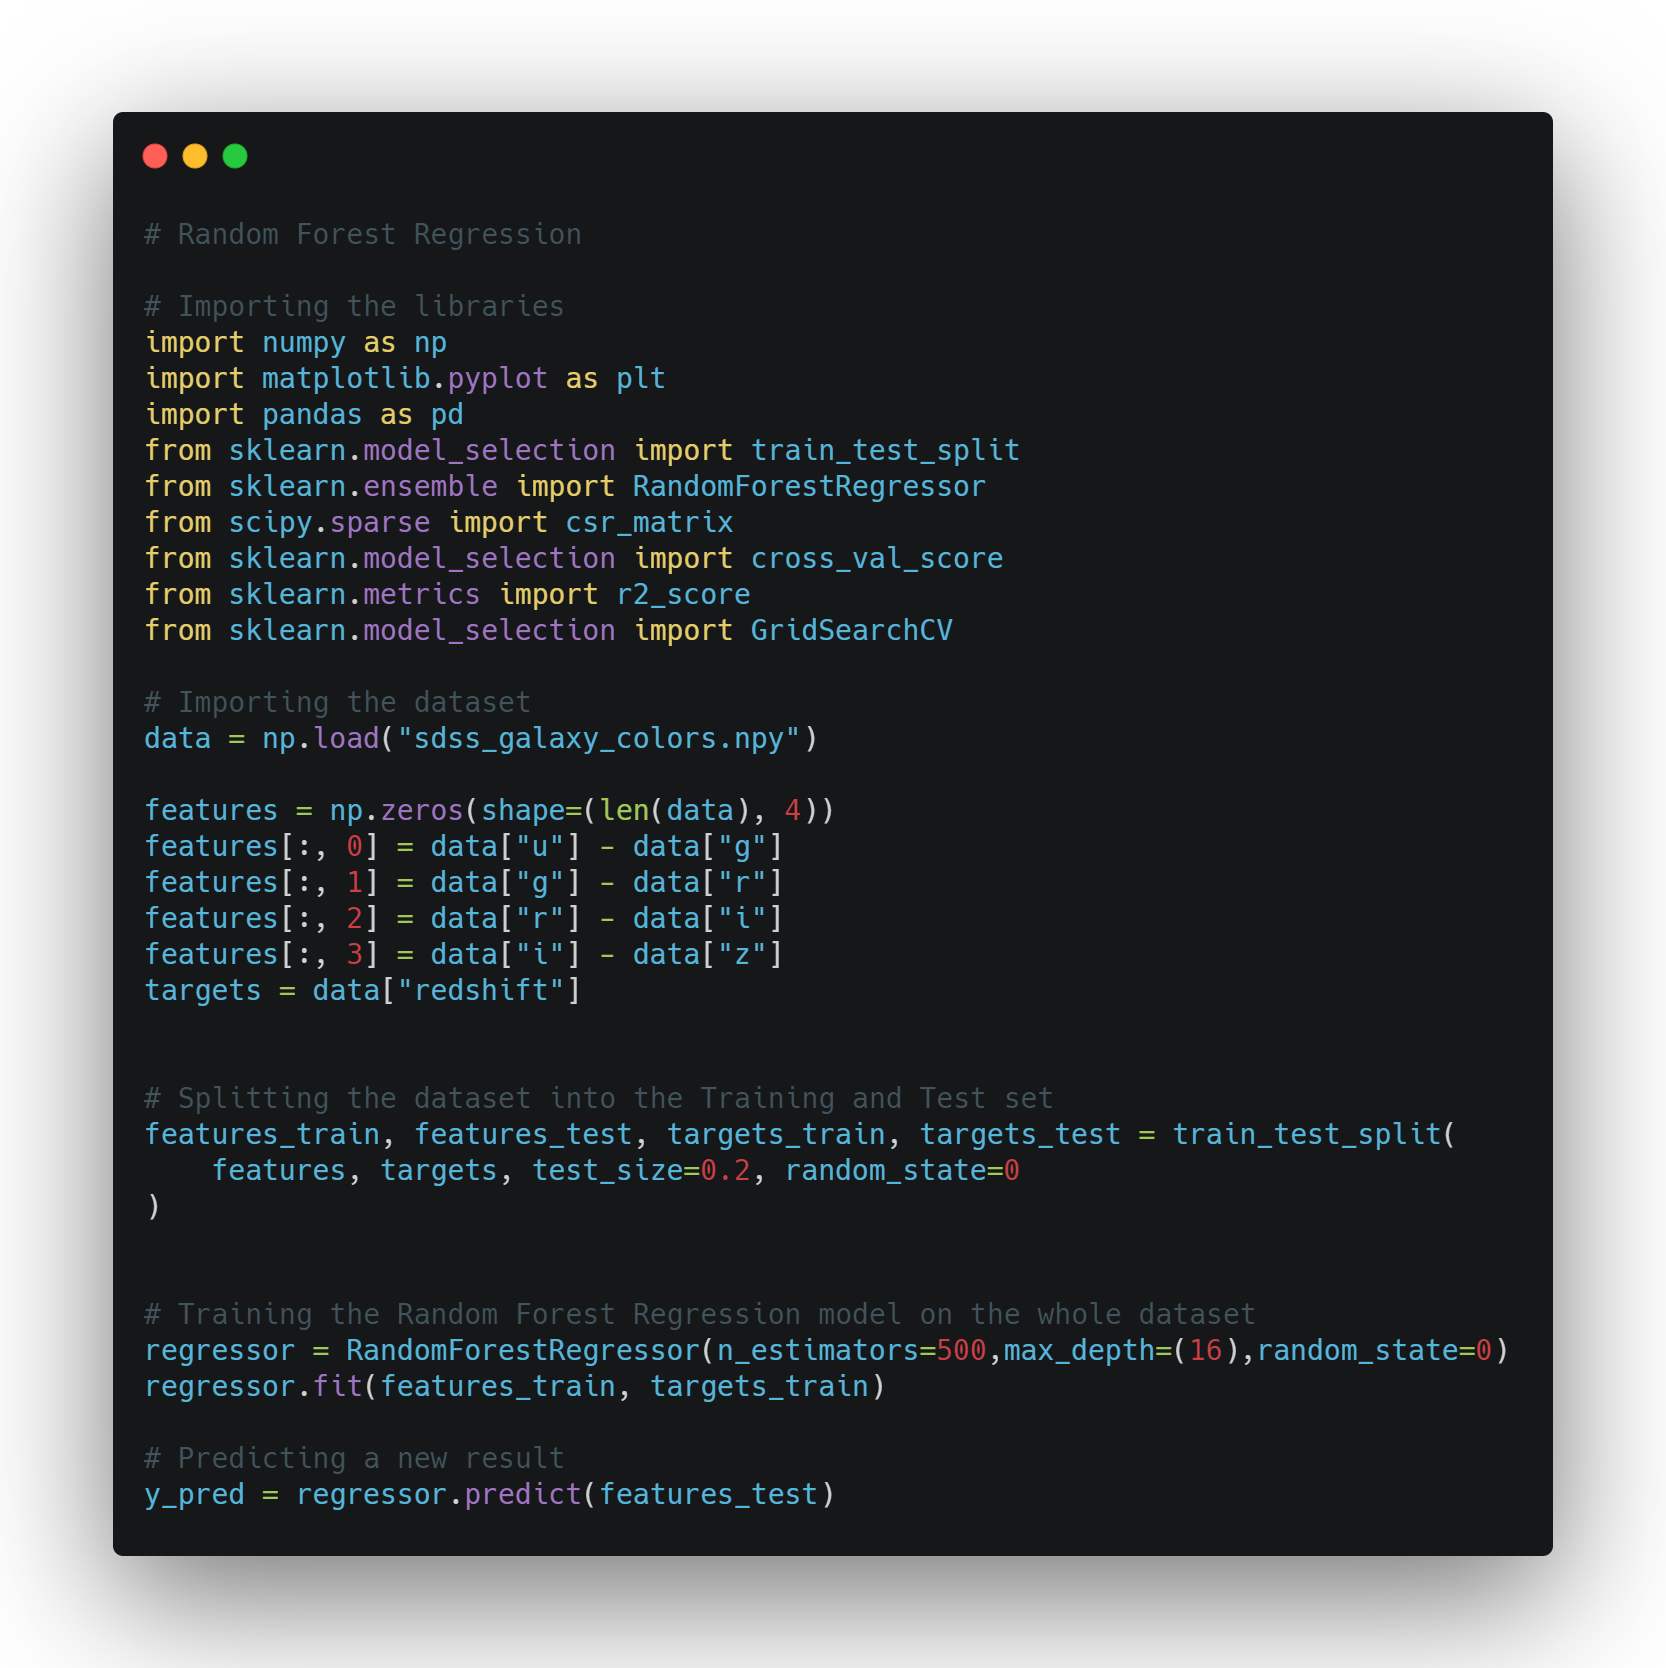 # Random Forest Regression
# Importing the libraries
import numpy as np
import matplotlib.pyplot as plt
import pandas as pd
from sklearn.model_selection import train_test_split
from sklearn.ensemble import RandomForestRegressor
from scipy.sparse import csr_matrix
from sklearn.model_selection import cross_val_score
from sklearn.metrics import r2_score
from sklearn.model_selection import GridSearchCV
# Importing the dataset
data = np.load("sdss_galaxy_colors.npy")
features = np.zeros(shape=(len(data), 4))
features[:, 0] = data["u"] - data["g"]
features[:, 1] = data["g"] - data["r"]
features[:, 2] = data["r"] - data["i"]
features[:, 3] = data["i"] - data["z"]
targets = data["redshift"]
# Splitting the dataset into the Training and Test set
features_train, features_test, targets_train, targets_test = train_test_split(
    features, targets, test_size=0.2, random_state=0
)
# Training the Random Forest Regression model on the whole dataset
regressor = RandomForestRegressor(n_estimators=500,max_depth=(16),random_state=0)
regressor.fit(features_train, targets_train)
# Predicting a new result
y_pred = regressor.predict(features_test)